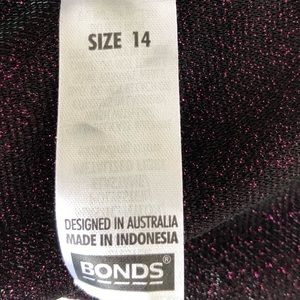 SIZE 14
DESIGNED IN AUSTRALIA
MADE IN INDONESIA
BONDS